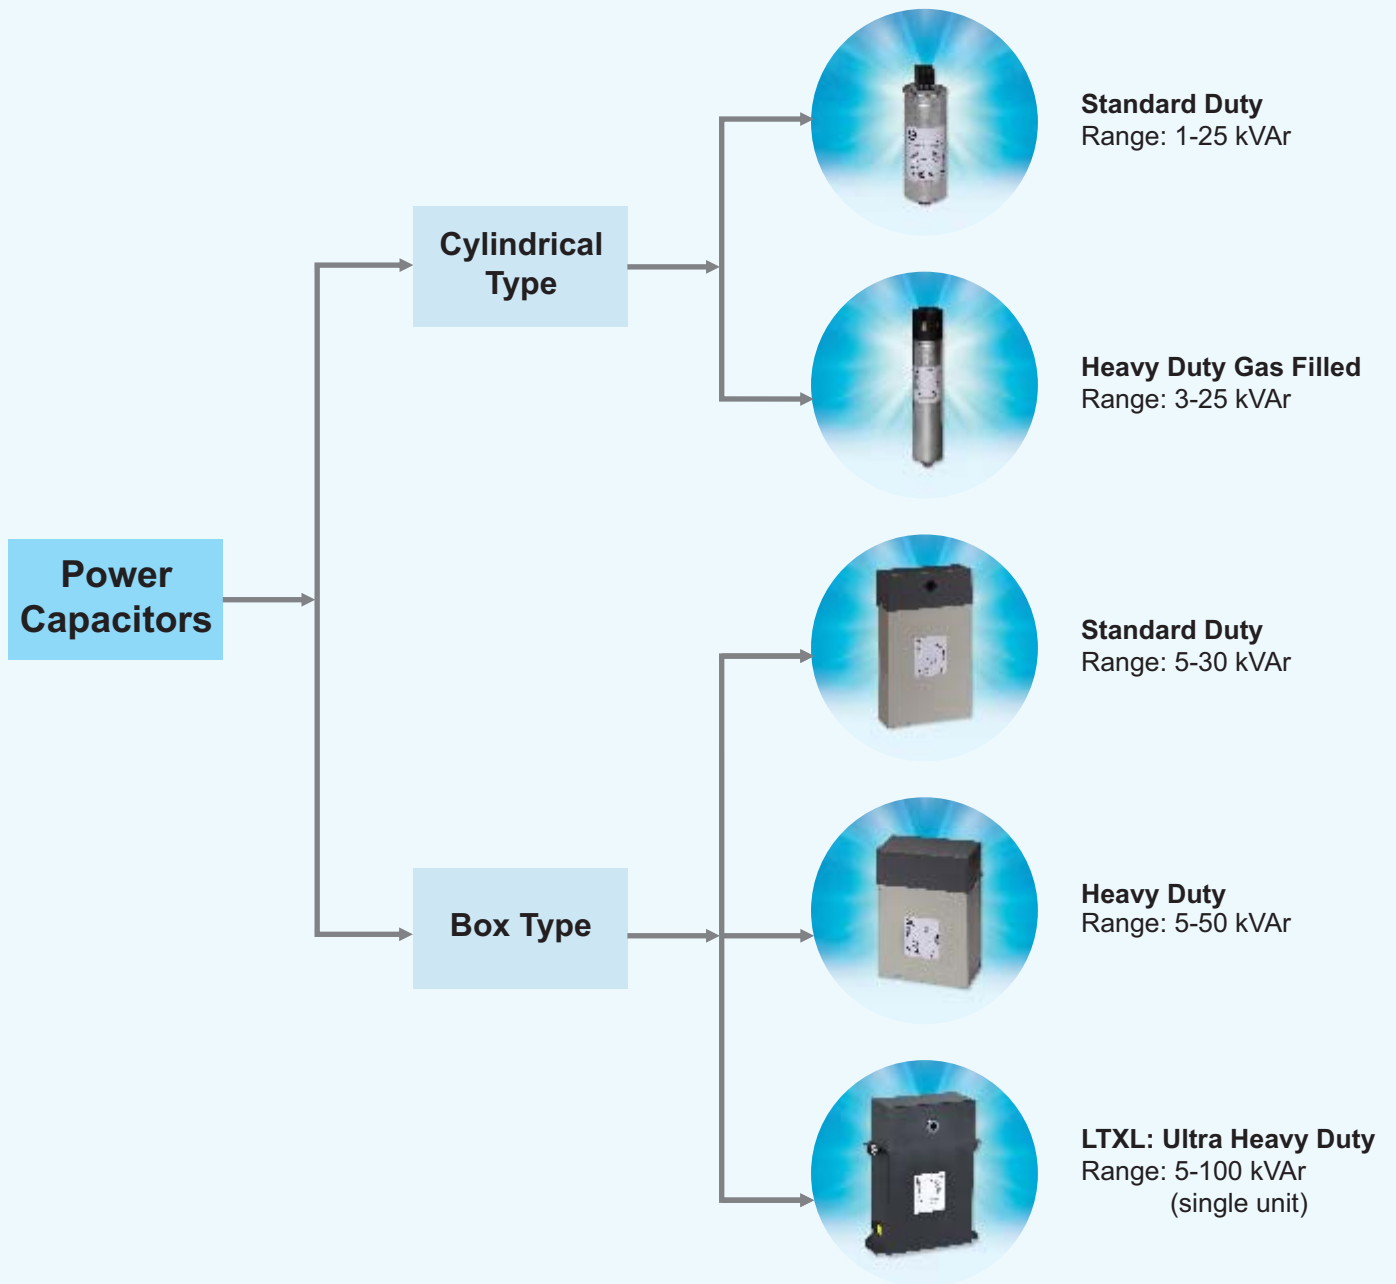 Power
Capacitors
Cylindrical
Type
Standard Duty
Range: 1-25 kVAr
Heavy Duty Gas Filled
Range: 3-25 kVAr
Box Type
Standard Duty
Range: 5-30 kVAr
Heavy Duty
Range: 5-50 kVAr
LTXL: Ultra Heavy Duty
Range: 5-100 kVAr
(single unit)